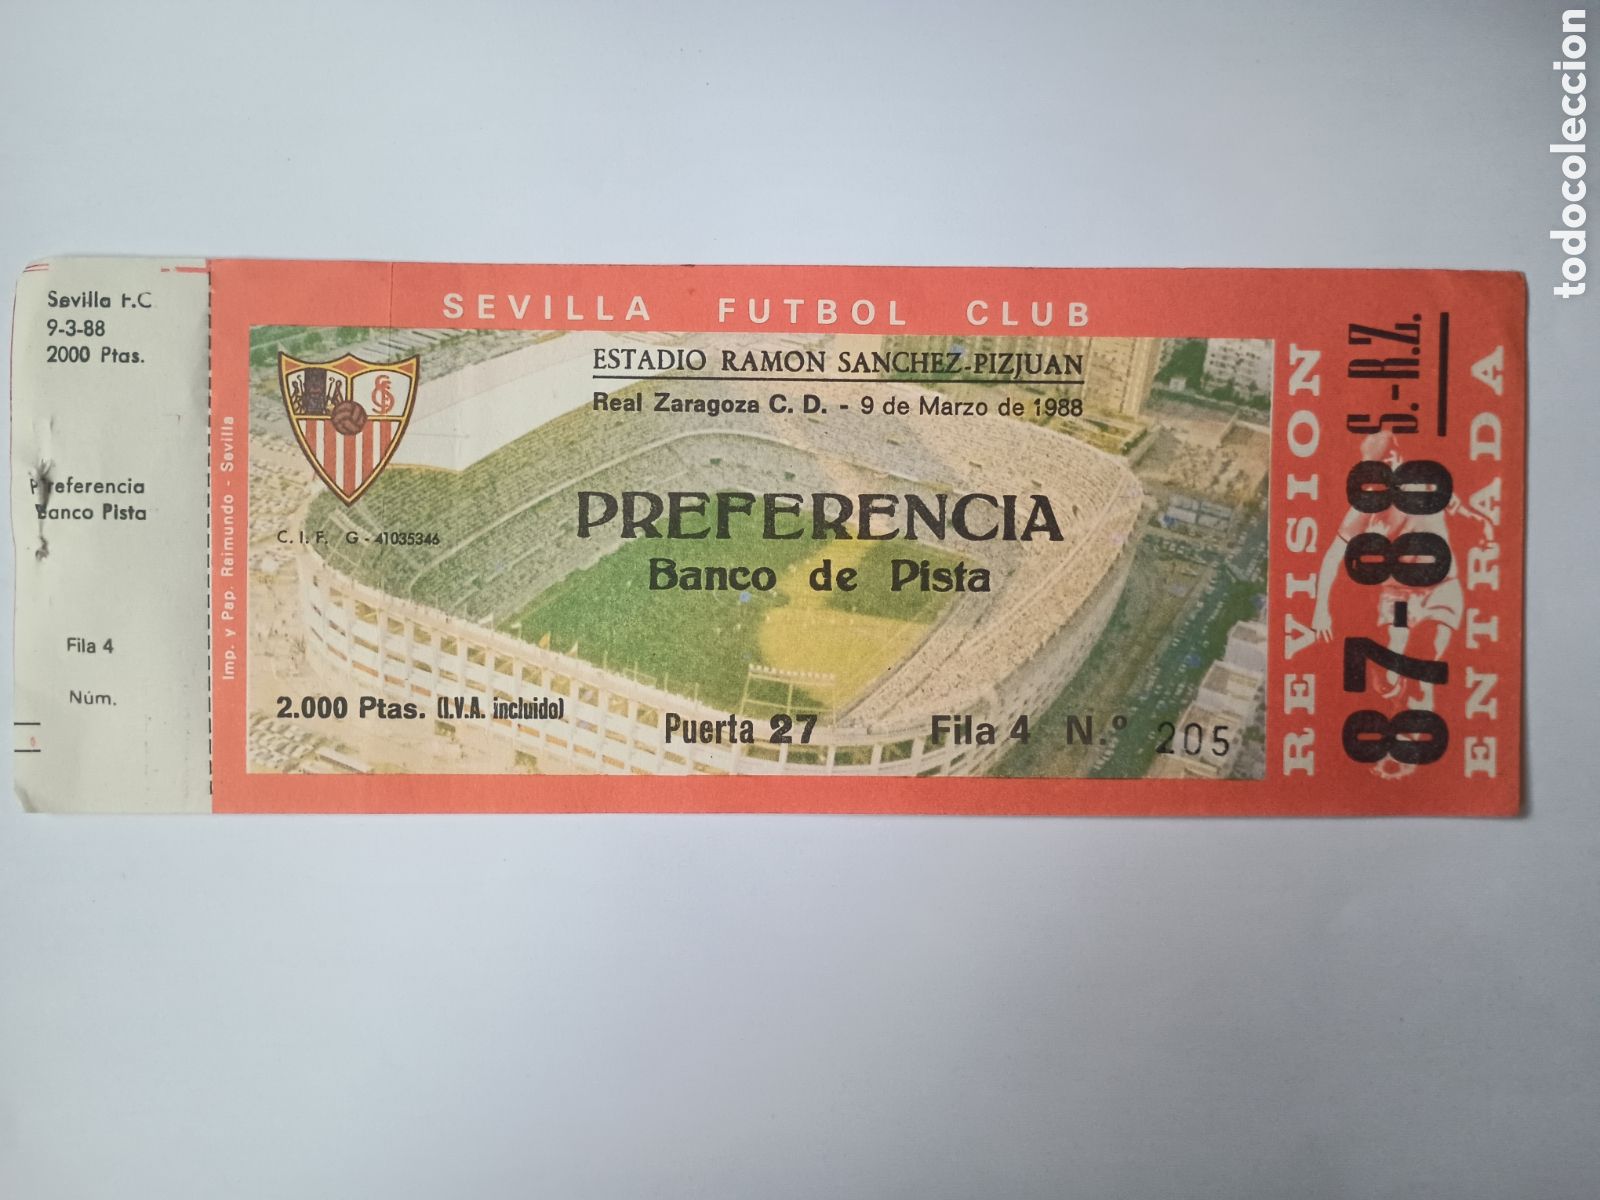 Sevilla F.C.
9-3-88
2000 Ptas.
Preferencia
Banco Pista
Fila 4
Núm.
Imp. y Pap. Raimundo - Sevilla
SEVILLA FUTBOL CLUB
ESTADIO RAMON SANCHEZ-PIZJUAN
Real Zaragoza C. D. - 9 de Marzo de 1988
C. I. F. G - 41035346
PREFERENCIA
Banco de Pista
2.000 Ptas. (I.V.A. incluido)
Puerta 27 Fila 4 N.º 205
REVISION
87-88 S.-R.Z.
ENTRADA
todocoleccion